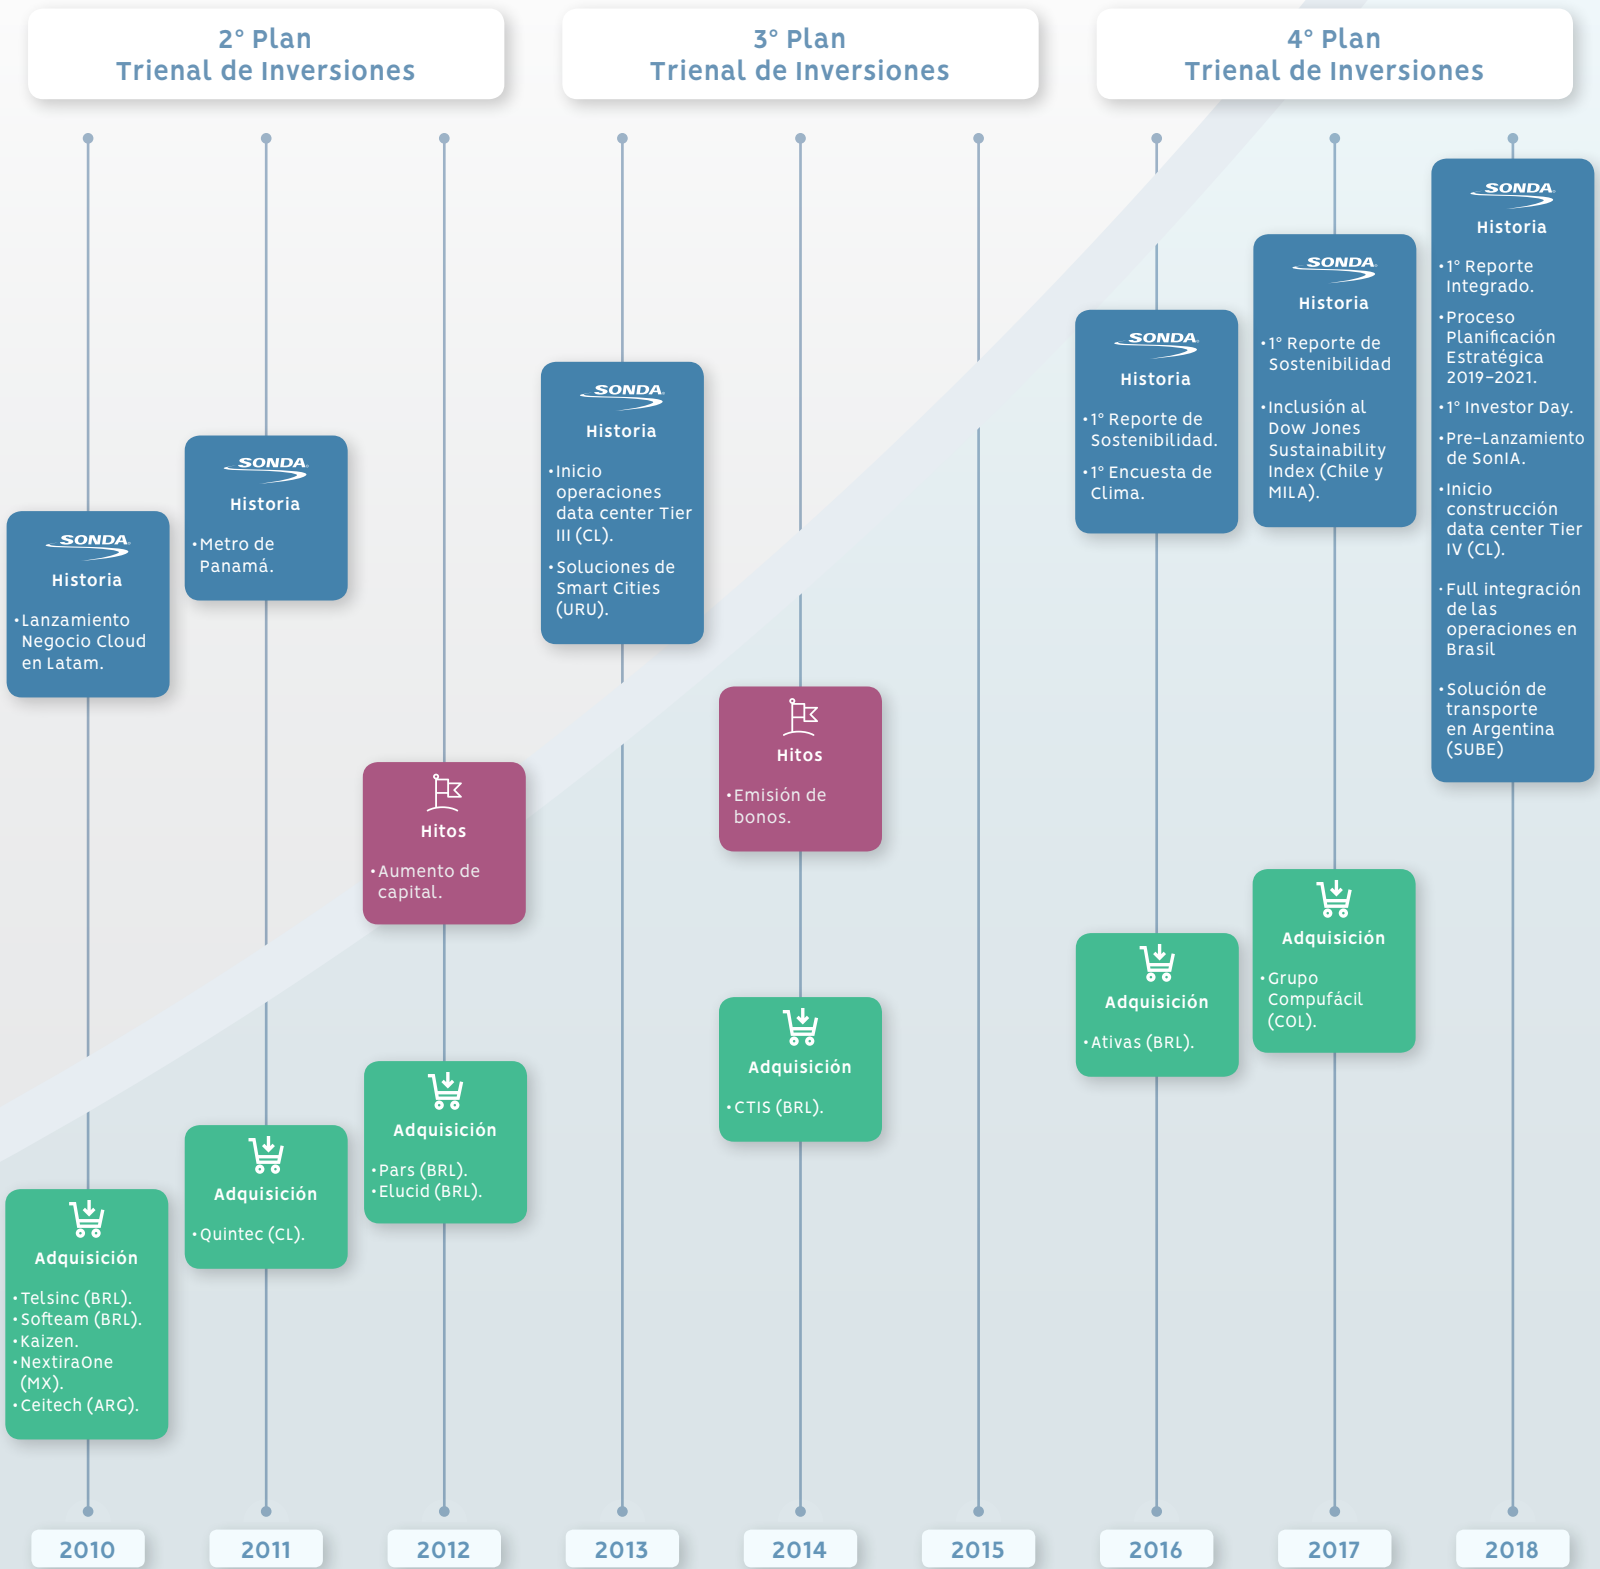 2° Plan
Trienal de Inversiones
3° Plan
Trienal de Inversiones
4° Plan
Trienal de Inversiones
SONDA
Historia
•Lanzamiento
Negocio Cloud
en Latam.
Adquisición
•Telsinc (BRL).
•Softeam (BRL).
•Kaizen.
•NextiraOne
(MX).
•Ceitech (ARG).
2010
SONDA
Historia
•Metro de
Panamá.
Adquisición
•Quintec (CL).
2011
Hitos
•Aumento de
capital.
Adquisición
•Pars (BRL).
•Elucid (BRL).
2012
SONDA
Historia
•Inicio
operaciones
data center Tier
III (CL).
•Soluciones de
Smart Cities
(URU).
2013
Hitos
•Emisión de
bonos.
Adquisición
•CTIS (BRL).
2014
2015
SONDA
Historia
•1° Reporte de
Sostenibilidad.
•1° Encuesta de
Clima.
Adquisición
•Ativas (BRL).
2016
SONDA
Historia
•1° Reporte de
Sostenibilidad
•Inclusión al
Dow Jones
Sustainability
Index (Chile y
MILA).
Adquisición
•Grupo
Compufácil
(COL).
2017
SONDA
Historia
•1° Reporte
Integrado.
•Proceso
Planificación
Estratégica
2019-2021.
•1° Investor Day.
•Pre-Lanzamiento
de SonIA.
•Inicio
construcción
data center Tier
IV (CL).
•Full integración
de las
operaciones en
Brasil
•Solución de
transporte
en Argentina
(SUBE)
2018